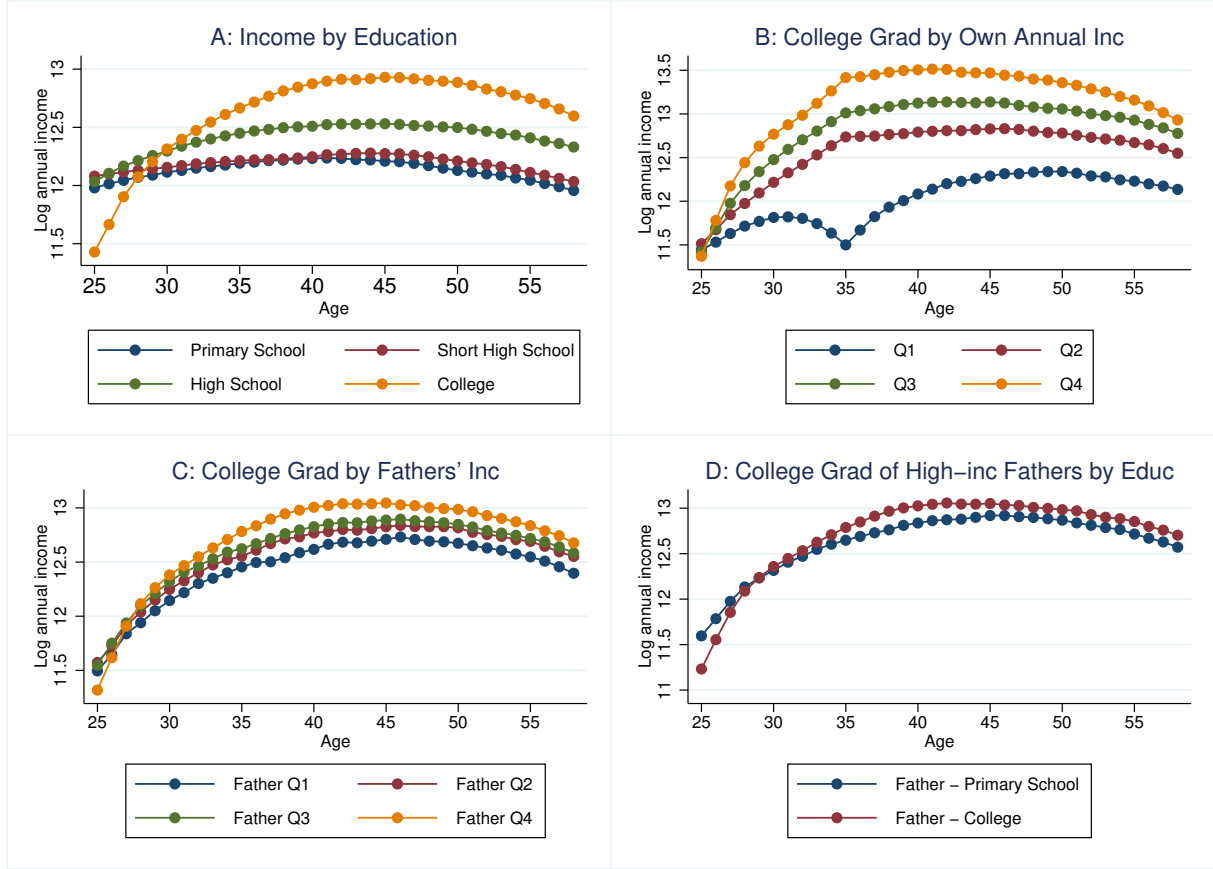 A: Income by Education
Log annual income
13
12.5
12
11.5
25 30 35 40 45 50 55
Age
Primary School Short High School
High School College
B: College Grad by Own Annual Inc
Log annual income
13.5
13
12.5
12
11.5
25 30 35 40 45 50 55
Age
Q1 Q2
Q3 Q4
C: College Grad by Fathers' Inc
Log annual income
13
12.5
12
11.5
25 30 35 40 45 50 55
Age
Father Q1 Father Q2
Father Q3 Father Q4
D: College Grad of High−inc Fathers by Educ
Log annual income
13
12.5
12
11.5
11
25 30 35 40 45 50 55
Age
Father − Primary School
Father − College